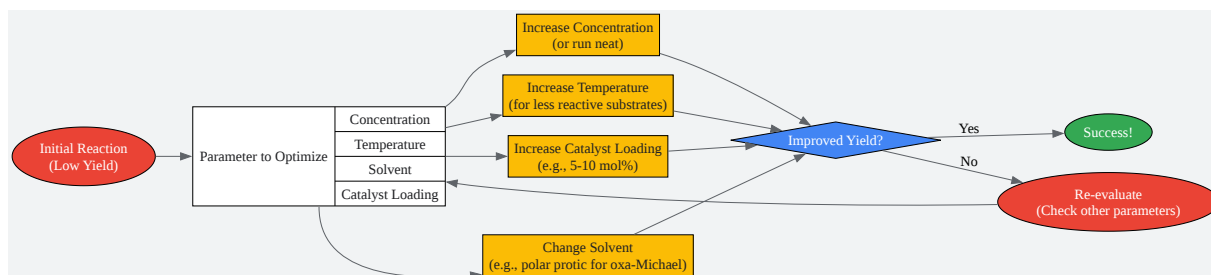 Initial Reaction
(Low Yield)
Parameter to Optimize
Concentration
Temperature
Solvent
Catalyst Loading
Increase Concentration
(or run neat)
Increase Temperature
(for less reactive substrates)
Increase Catalyst Loading
(e.g., 5-10 mol%)
Change Solvent
(e.g., polar protic for oxa-Michael)
Improved Yield?
Yes
Success!
No
Re-evaluate
(Check other parameters)